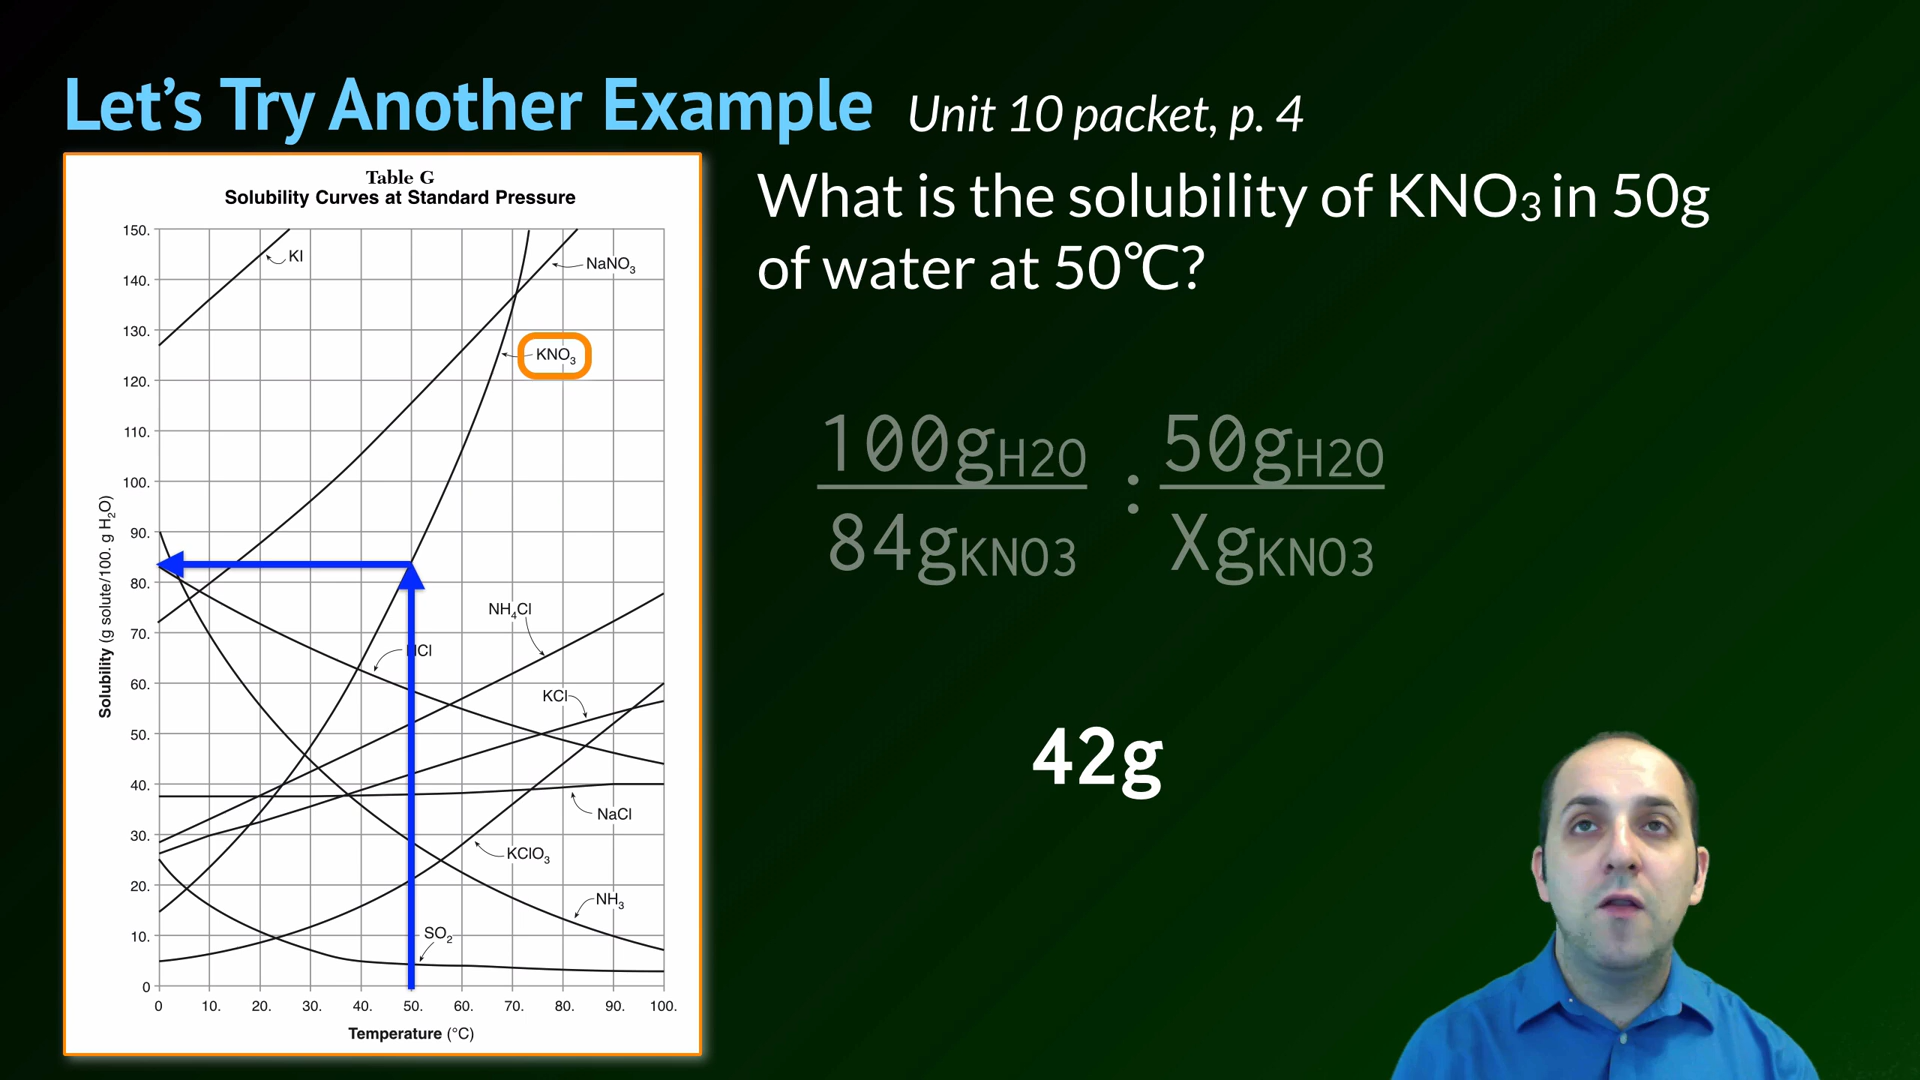 Let's Try Another Example Unit 10 packet, p. 4
Table G
Solubility Curves at Standard Pressure
What is the solubility of KNO₃ in 50g
of water at 50℃?
150.
140.
130.
120.
110.
100.
90.
80.
70.
60.
50.
40.
30.
20.
10.
0
Solubility (g solute/100. g H₂O)
KI
NaNO₃
KNO₃
NH₄Cl
HCl
KCl
NaCl
KClO₃
NH₃
SO₂
0 10. 20. 30. 40. 50. 60. 70. 80. 90. 100.
Temperature (°C)
100gH2O : 50gH2O
84gKNO3 XgKNO3
42g